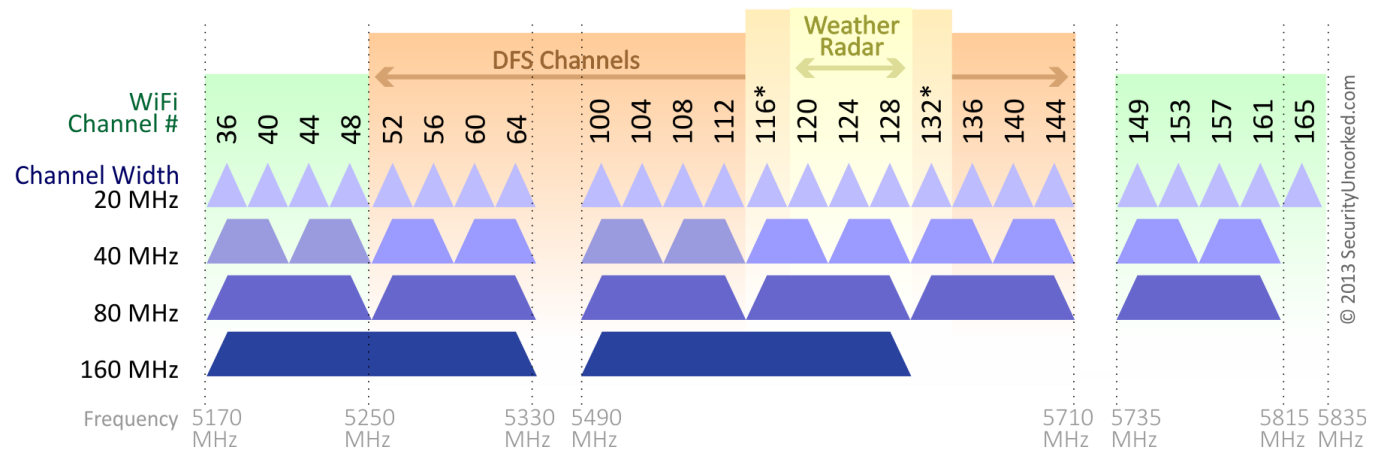 Weather
Radar
DFS Channels
WiFi
Channel #
36 40 44 48 52 56 60 64 100 104 108 112 116* 120 124 128 132* 136 140 144 149 153 157 161 165
Channel Width
20 MHz
40 MHz
80 MHz
160 MHz
Frequency
5170 MHz
5250 MHz
5330 MHz
5490 MHz
5710 MHz
5735 MHz
5815 MHz
5835 MHz
© 2013 SecurityUncorked.com